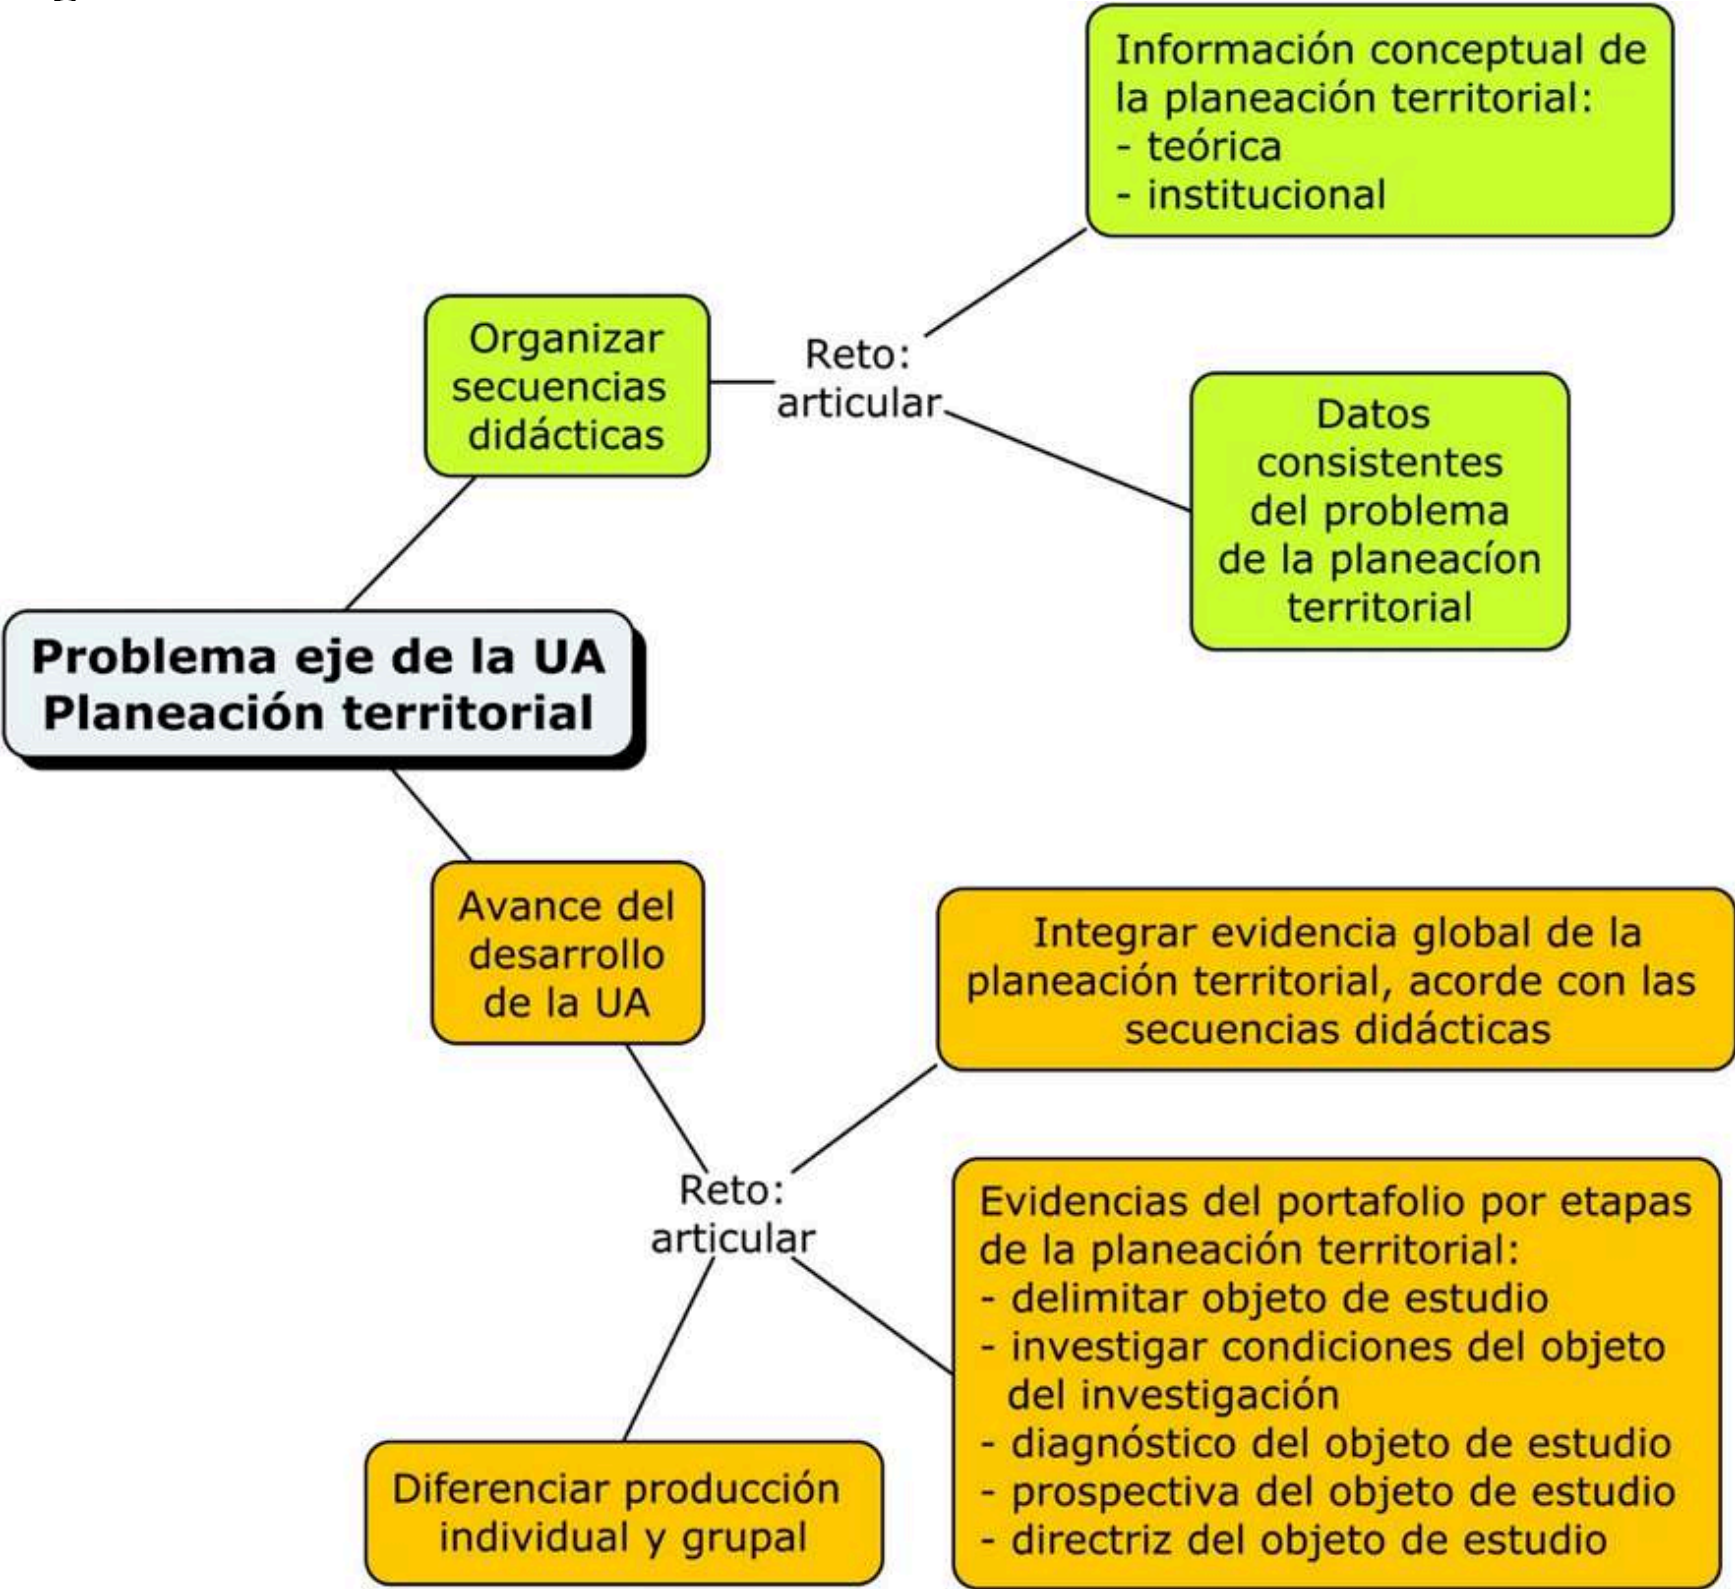 Información conceptual de
la planeación territorial:
- teórica
- institucional
Organizar
secuencias
didácticas
Reto:
articular
Datos
consistentes
del problema
de la planeacíon
territorial
Problema eje de la UA
Planeación territorial
Avance del
desarrollo
de la UA
Integrar evidencia global de la
planeación territorial, acorde con las
secuencias didácticas
Reto:
articular
Evidencias del portafolio por etapas
de la planeación territorial:
- delimitar objeto de estudio
- investigar condiciones del objeto
del investigación
- diagnóstico del objeto de estudio
- prospectiva del objeto de estudio
- directriz del objeto de estudio
Diferenciar producción
individual y grupal